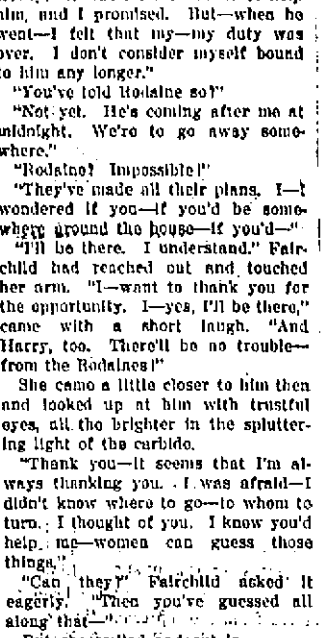 him, and I promised. But—when he
went—I felt that my—my duty was
over. I don't consider myself bound
to him any longer."
"You've told Rodaine so?"
"Not yet. He's coming after me at
midnight. We're to go away some-
where."
"Rodaine? Impossible!"
"They've made all their plans. I—I
wondered if you—if you'd be some-
where around the house—if you'd—"
"I'll be there. I understand." Fair-
child had reached out and touched
her arm. "I—want to thank you for
the opportunity. I—yes, I'll be there,"
came with a short laugh. "And
Harry, too. There'll be no trouble—
from the Rodaines!"
She came a little closer to him then
and looked up at him with trustful
eyes, all the brighter in the splutter-
ing light of the carbide.
"Thank you—it seems that I'm al-
ways thanking you. I was afraid—I
didn't know where to go—to whom to
turn. I thought of you. I know you'd
help me—women can guess those
things."
"Can they?" Fairchild asked it
eagerly. "Then you've guessed all
along that—"